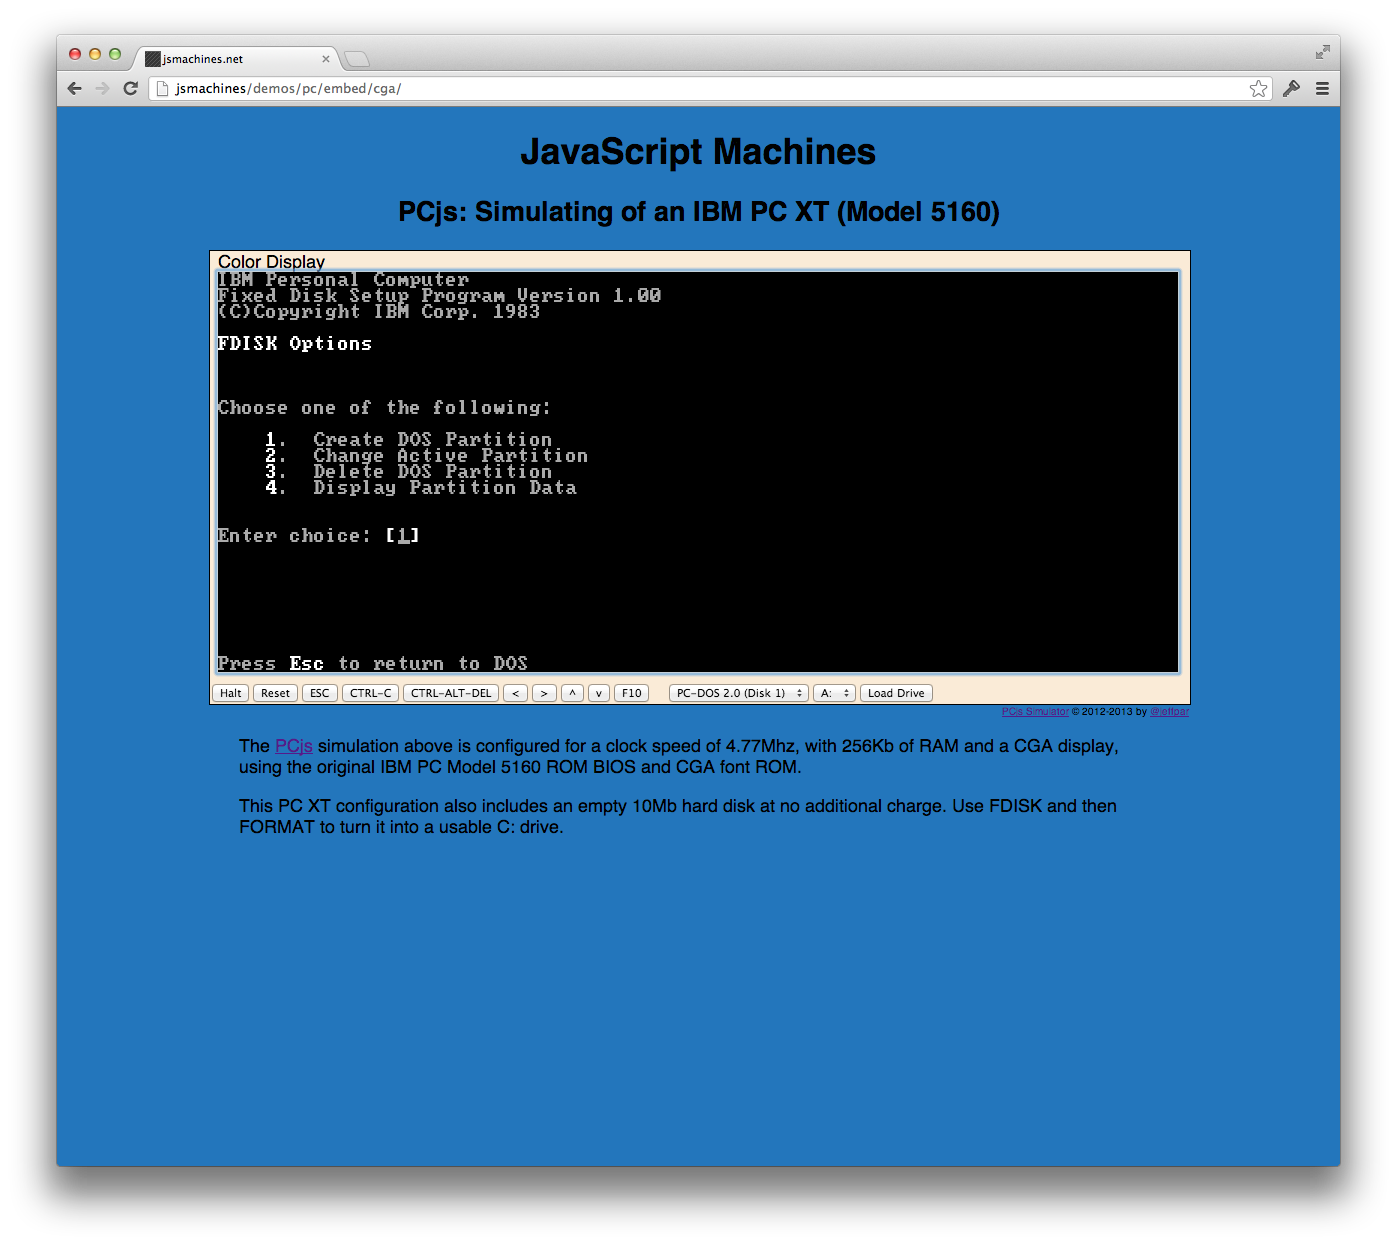 jsmachines.net
jsmachines/demos/pc/embed/cga/
JavaScript Machines
PCjs: Simulating of an IBM PC XT (Model 5160)
Color Display
IBM Personal Computer
Fixed Disk Setup Program Version 1.00
(C)Copyright IBM Corp. 1983
FDISK Options
Choose one of the following:
1. Create DOS Partition
2. Change Active Partition
3. Delete DOS Partition
4. Display Partition Data
Enter choice: [1]
Press Esc to return to DOS
Halt Reset ESC CTRL-C CTRL-ALT-DEL < > ^ v F10 PC-DOS 2.0 (Disk 1) A: Load Drive
PCjs Simulator © 2012-2013 by @jeffpar
The PCjs simulation above is configured for a clock speed of 4.77Mhz, with 256Kb of RAM and a CGA display,
using the original IBM PC Model 5160 ROM BIOS and CGA font ROM.
This PC XT configuration also includes an empty 10Mb hard disk at no additional charge. Use FDISK and then
FORMAT to turn it into a usable C: drive.